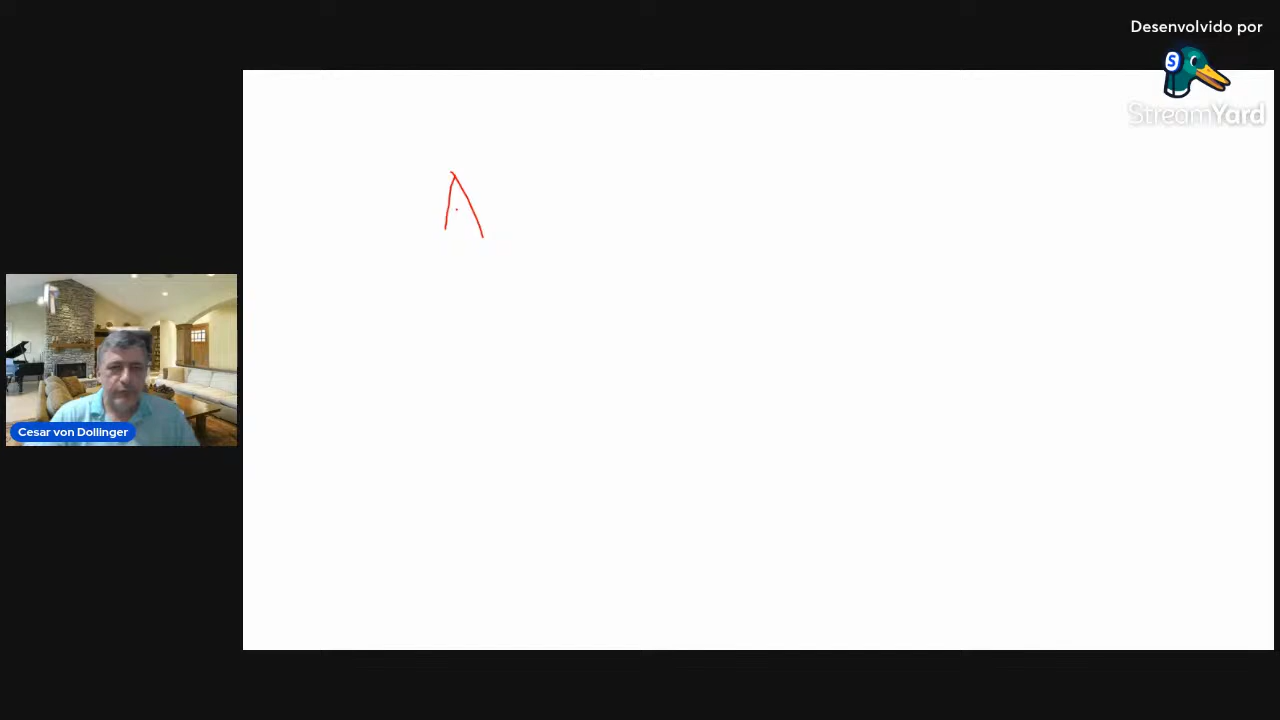 Desenvolvido por
S
StreamYard
A
Cesar von Dollinger